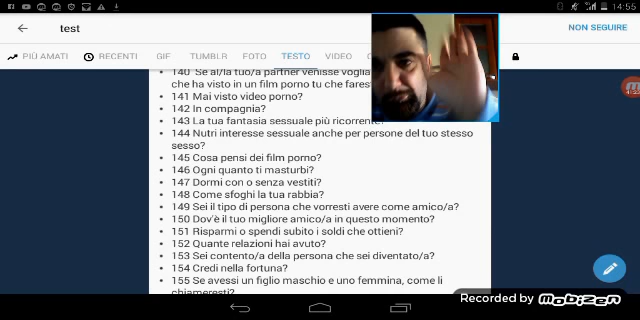 14:55
test
NON SEGUIRE
PIÙ AMATI RECENTI GIF TUMBLR FOTO TESTO VIDEO
140 Se al/la tuo/a partner venisse voglia
che ha visto in un film porno tu che farest
141 Mai visto video porno?
142 In compagnia?
143 La tua fantasia sessuale più ricorrente?
144 Nutri interesse sessuale anche per persone del tuo stesso
sesso?
145 Cosa pensi dei film porno?
146 Ogni quanto ti masturbi?
147 Dormi con o senza vestiti?
148 Come sfoghi la tua rabbia?
149 Sei il tipo di persona che vorresti avere come amico/a?
150 Dov'è il tuo migliore amico/a in questo momento?
151 Risparmi o spendi subito i soldi che ottieni?
152 Quante relazioni hai avuto?
153 Sei contento/a della persona che sei diventato/a?
154 Credi nella fortuna?
155 Se avessi un figlio maschio e uno femmina, come li
chiameresti?
Recorded by Mobizen